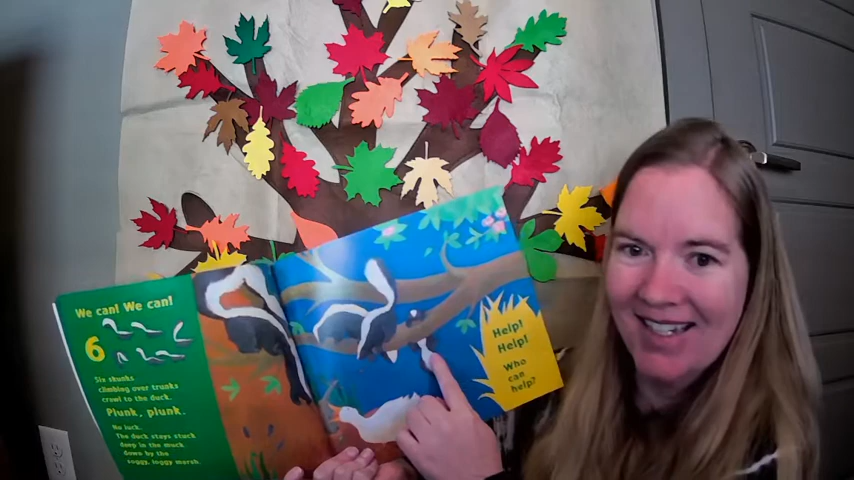 We can! We can!
6
Six skunks
climbing over trunks
crawl to the duck.
Plunk, plunk.
No luck.
The duck stays stuck
deep in the muck
down by the
soggy, loggy marsh.
Help!
Help!
Who
can
help?